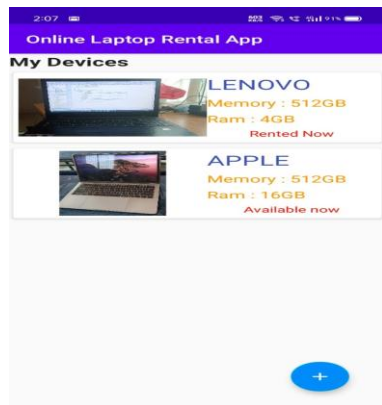 2:07
91%
Online Laptop Rental App
My Devices
LENOVO
Memory : 512GB
Ram : 4GB
Rented Now
APPLE
Memory : 512GB
Ram : 16GB
Available now
+